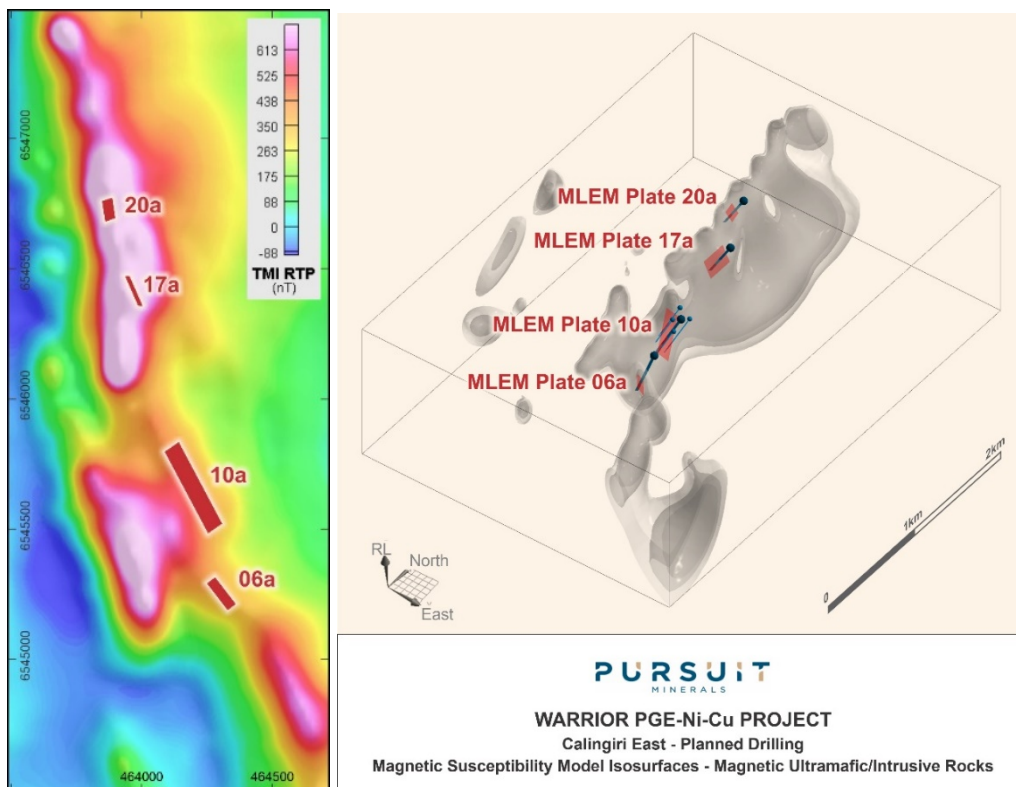 613
525
438
350
263
175
88
0
-88
TMI RTP
(nT)
6547000
6546500
6546000
6545500
6545000
20a
17a
10a
06a
464000
464500
MLEM Plate 20a
MLEM Plate 17a
MLEM Plate 10a
MLEM Plate 06a
2km
1km
0
RL
North
East
PURSUIT
MINERALS
WARRIOR PGE-Ni-Cu PROJECT
Calingiri East - Planned Drilling
Magnetic Susceptibility Model Isosurfaces - Magnetic Ultramafic/Intrusive Rocks